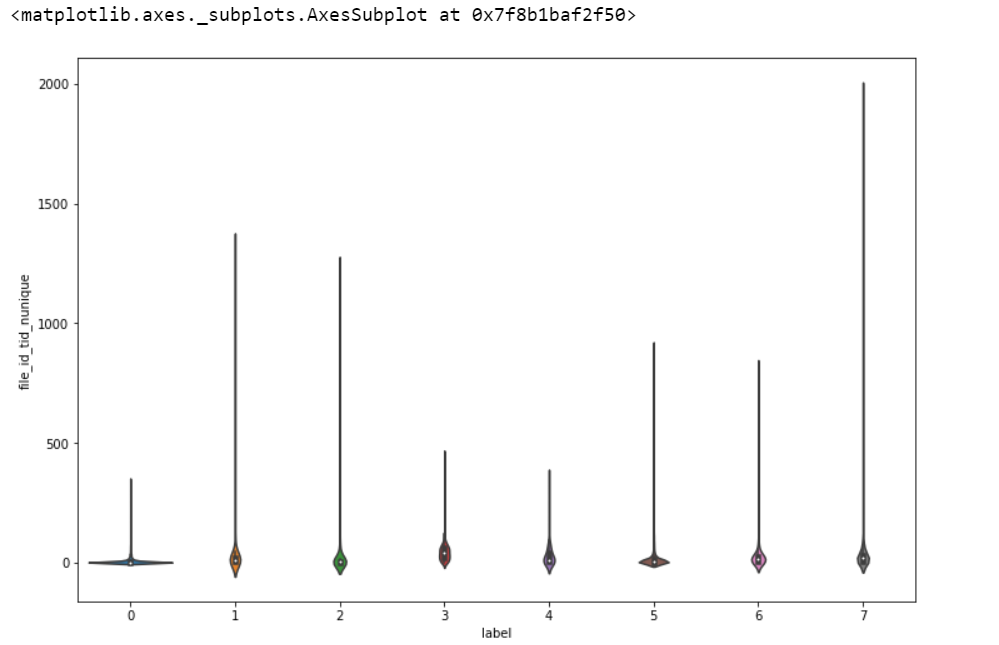 <matplotlib.axes._subplots.AxesSubplot at 0x7f8b1baf2f50>
2000
1500
1000
500
0
file_id_tid_nunique
0 1 2 3 4 5 6 7
label